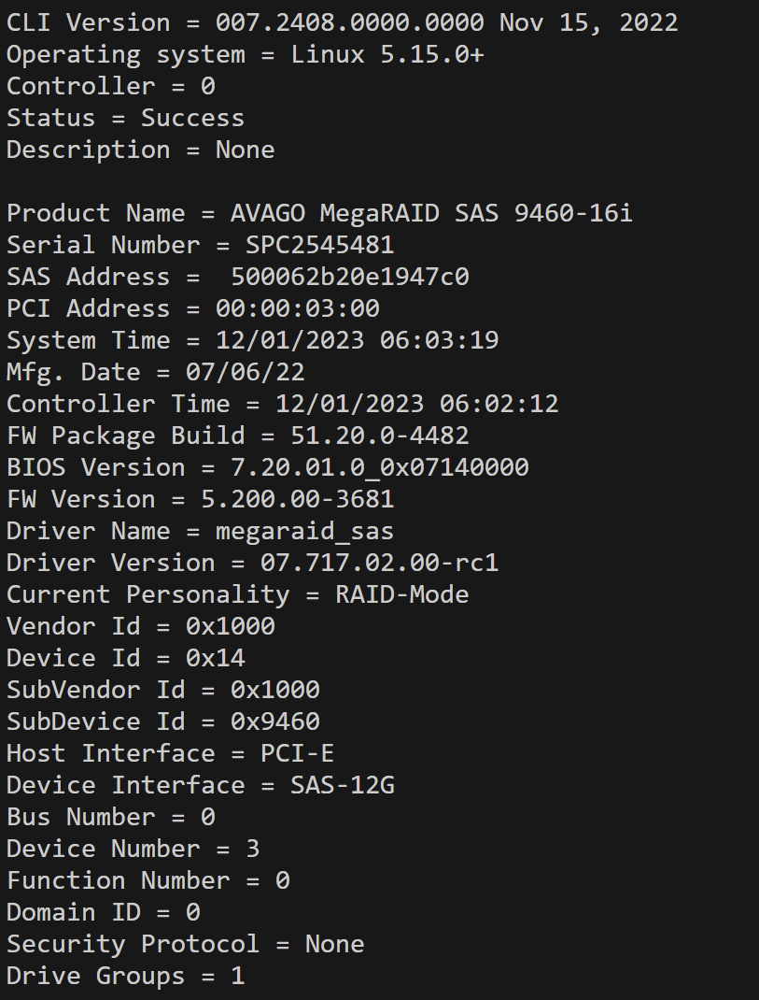 CLI Version = 007.2408.0000.0000 Nov 15, 2022
Operating system = Linux 5.15.0+
Controller = 0
Status = Success
Description = None

Product Name = AVAGO MegaRAID SAS 9460-16i
Serial Number = SPC2545481
SAS Address =  500062b20e1947c0
PCI Address = 00:00:03:00
System Time = 12/01/2023 06:03:19
Mfg. Date = 07/06/22
Controller Time = 12/01/2023 06:02:12
FW Package Build = 51.20.0-4482
BIOS Version = 7.20.01.0_0x07140000
FW Version = 5.200.00-3681
Driver Name = megaraid_sas
Driver Version = 07.717.02.00-rc1
Current Personality = RAID-Mode
Vendor Id = 0x1000
Device Id = 0x14
SubVendor Id = 0x1000
SubDevice Id = 0x9460
Host Interface = PCI-E
Device Interface = SAS-12G
Bus Number = 0
Device Number = 3
Function Number = 0
Domain ID = 0
Security Protocol = None
Drive Groups = 1